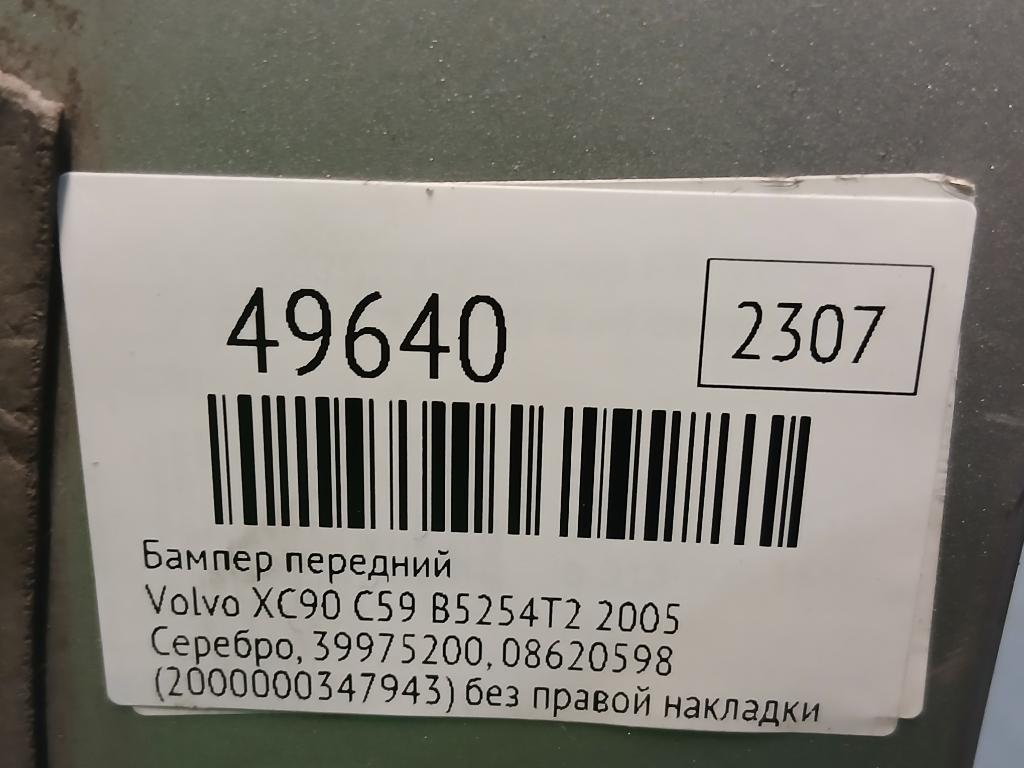 49640
2307
Бампер передний
Volvo XC90 C59 B5254T2 2005
Серебро, 39975200, 08620598
(2000000347943) без правой накладки